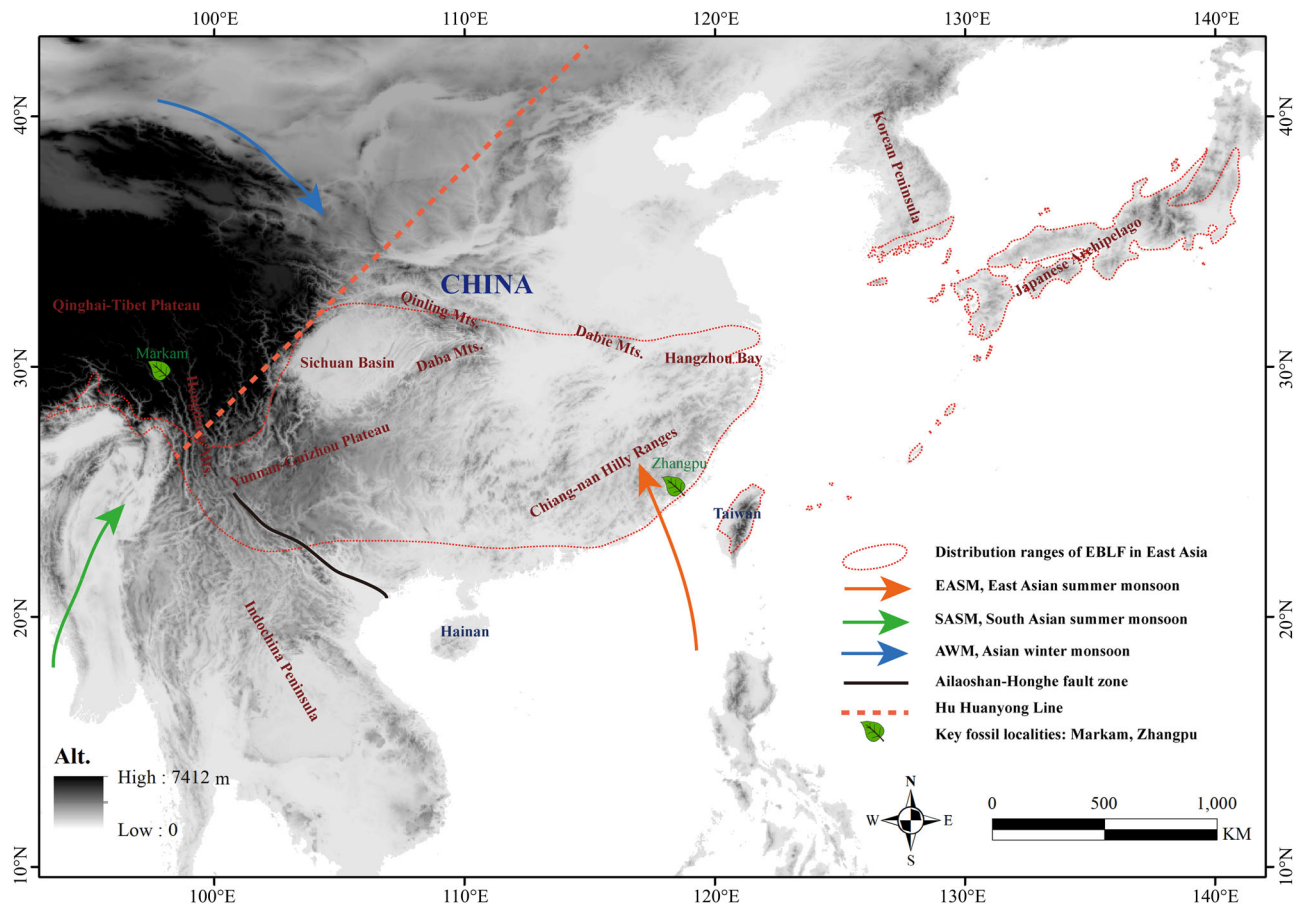 100°E
110°E
120°E
130°E
140°E
40°N
40°N
Korean Peninsula
Japanese Archipelago
CHINA
Qinghai-Tibet Plateau
Qinling Mts.
Dabie Mts.
Markam
Sichuan Basin
Daba Mts.
Hangzhou Bay
30°N
30°N
Yunnan-Guizhou Plateau
Chiang-nan Hilly Ranges
Zhangpu
Taiwan
Distribution ranges of EBLF in East Asia
EASM, East Asian summer monsoon
20°N
20°N
Hainan
SASM, South Asian summer monsoon
Indochina Peninsula
AWM, Asian winter monsoon
Ailaoshan-Honghe fault zone
Hu Huanyong Line
Key fossil localities: Markam, Zhangpu
Alt.
High : 7412 m
Low : 0
N
W
E
S
0
500
1,000
KM
10°N
10°N
100°E
110°E
120°E
130°E
140°E